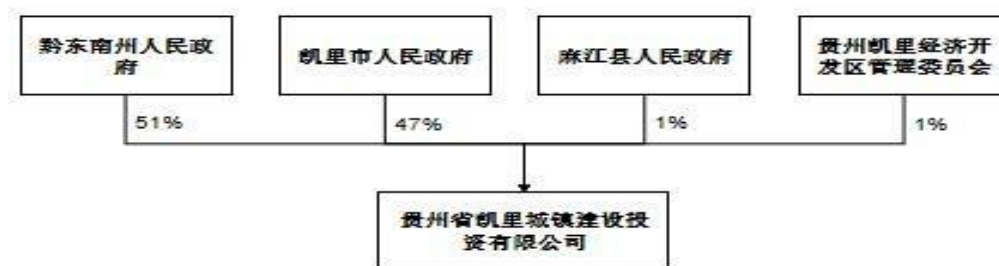 黔东南州人民政
府
凯里市人民政府
麻江县人民政府
贵州凯里经济开
发区管理委员会
51%
47%
1%
1%
贵州省凯里城镇建设投
资有限公司